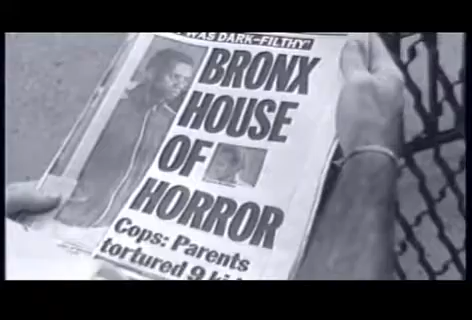 WAS DARK-FILTHY'
BRONX
HOUSE
OF
HORROR
Cops: Parents
tortured 9